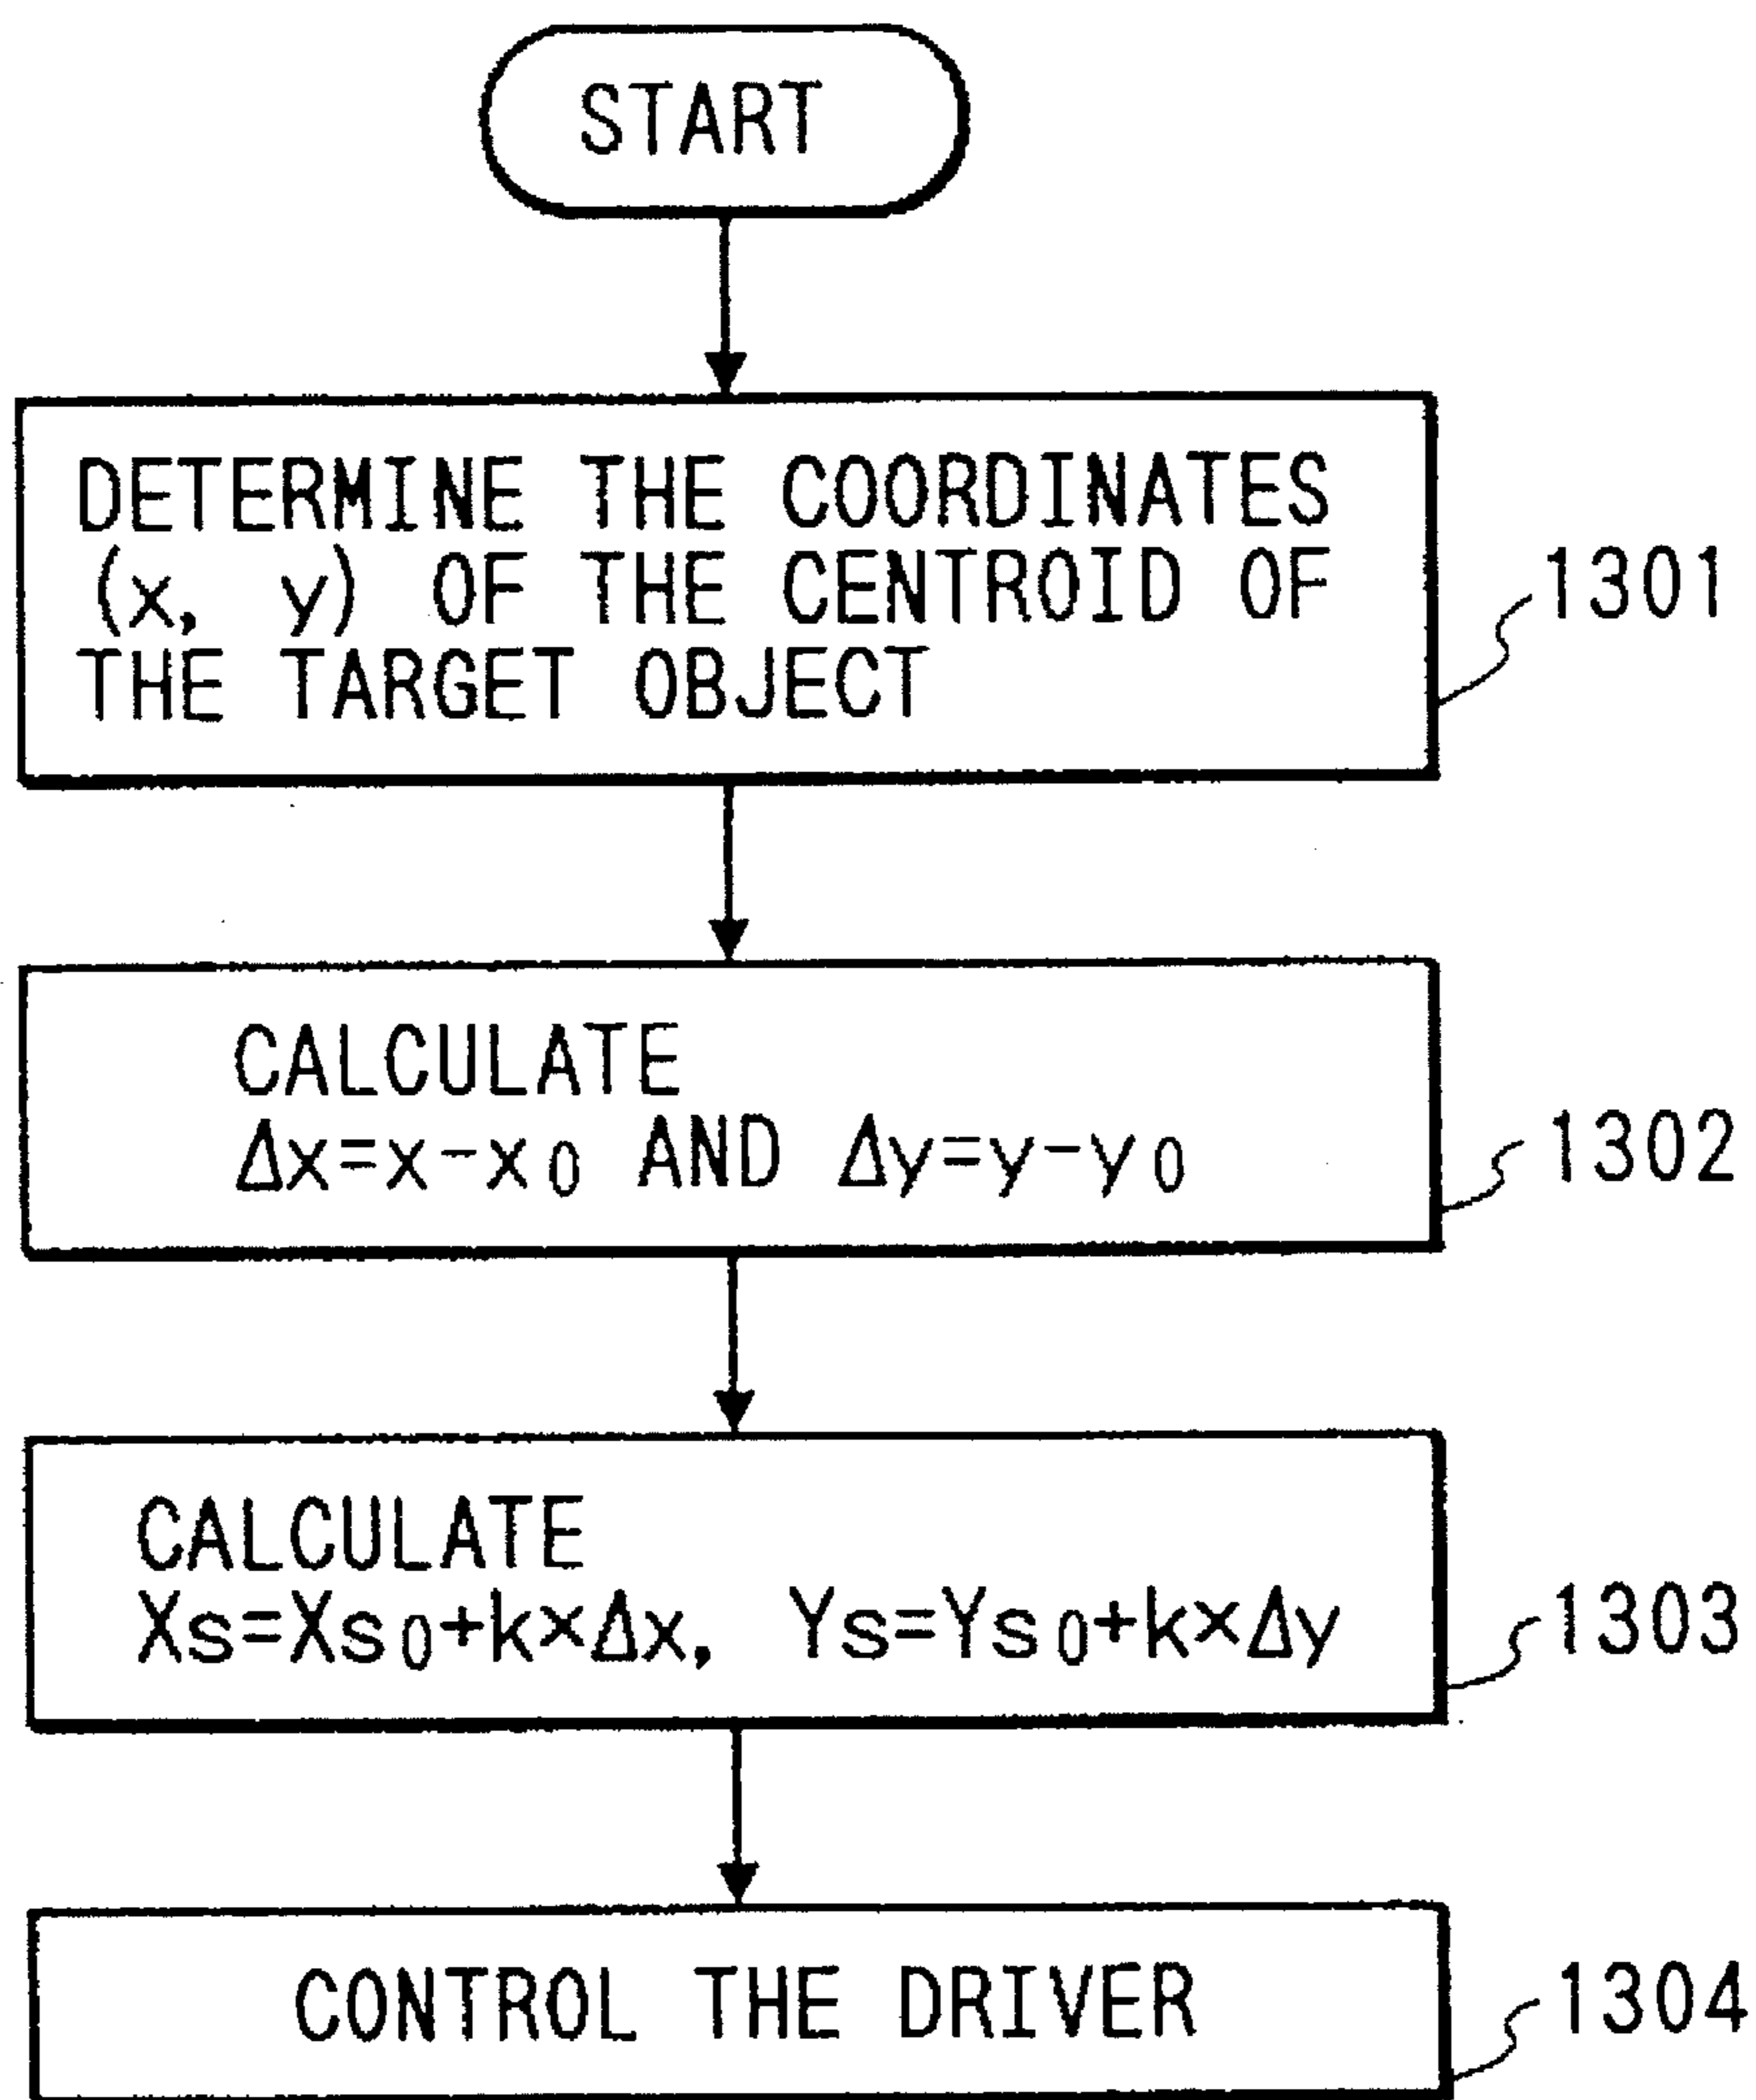 START
DETERMINE THE COORDINATES
(x, y) OF THE CENTROID OF
THE TARGET OBJECT
1301
CALCULATE
Δx=x-x₀ AND Δy=y-y₀
1302
CALCULATE
Xs=Xs₀+k×Δx, Ys=Ys₀+k×Δy
1303
CONTROL THE DRIVER
1304